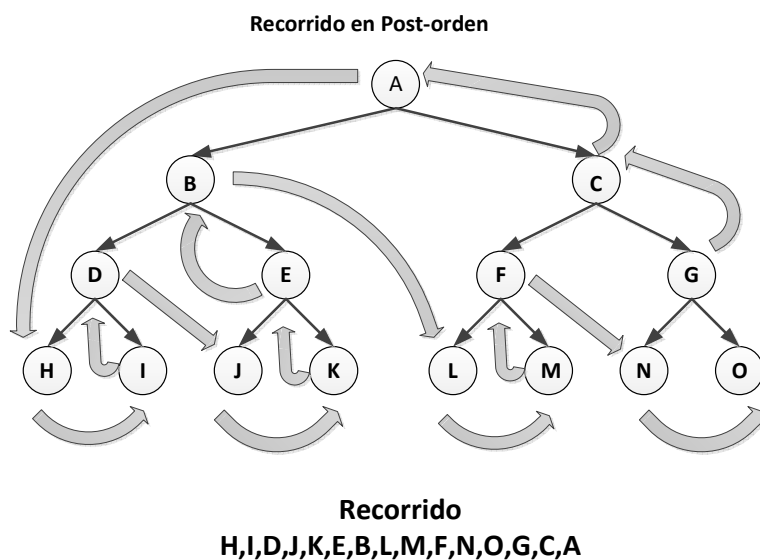 Recorrido en Post-orden
A
B
C
D
E
F
G
H
I
J
K
L
M
N
O
Recorrido
H,I,D,J,K,E,B,L,M,F,N,O,G,C,A